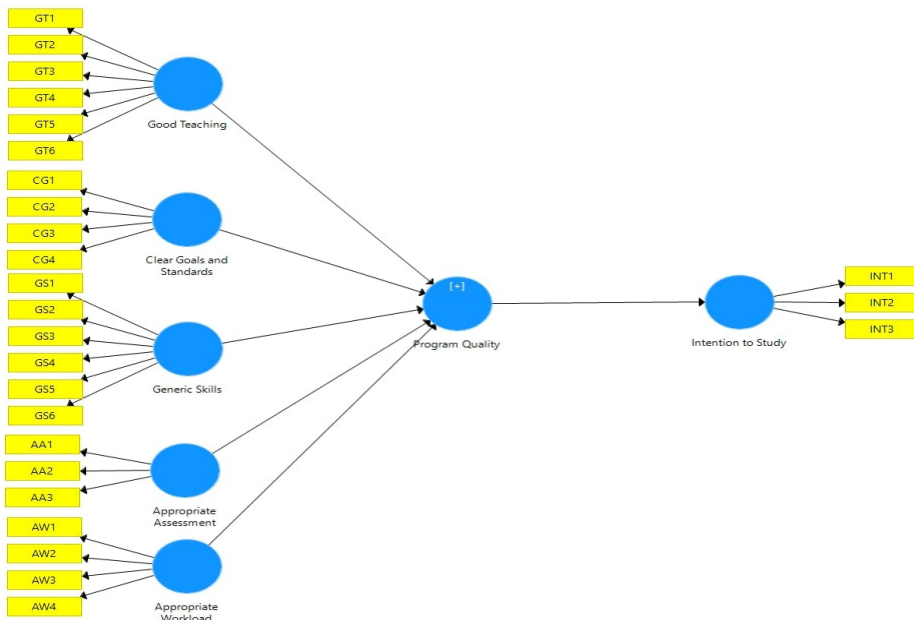 GT1
GT2
GT3
GT4
GT5
GT6
Good Teaching
CG1
CG2
CG3
CG4
Clear Goals and
Standards
GS1
GS2
GS3
GS4
GS5
GS6
Generic Skills
AA1
AA2
AA3
Appropriate
Assessment
AW1
AW2
AW3
AW4
Appropriate
Workload
[+]
Program Quality
Intention to Study
INT1
INT2
INT3